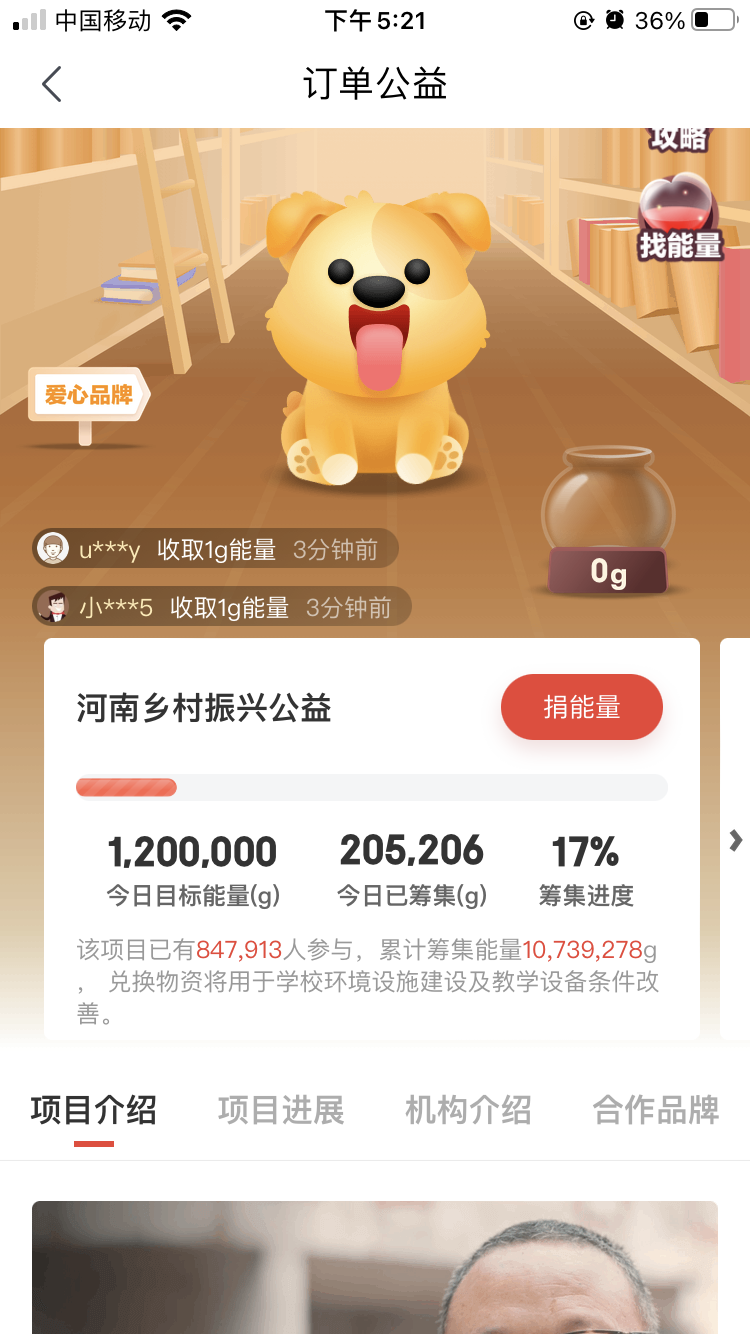 中国移动
下午5:21
36%
订单公益
攻略
找能量
爱心品牌
u***y 收取1g能量 3分钟前
0g
小***5 收取1g能量 3分钟前
河南乡村振兴公益
捐能量
1,200,000
205,206
17%
今日目标能量(g)
今日已筹集(g)
筹集进度
该项目已有847,913人参与，累计筹集能量10,739,278g
， 兑换物资将用于学校环境设施建设及教学设备条件改
善。
项目介绍
项目进展
机构介绍
合作品牌